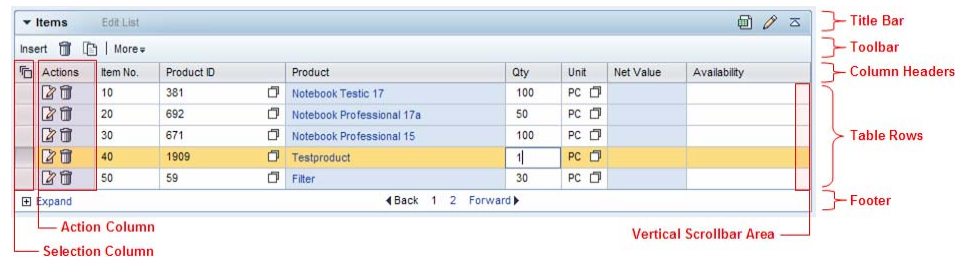 Items Edit List Title Bar
Insert More Toolbar
Actions Item No. Product ID Product Qty Unit Net Value Availability Column Headers
10 381 Notebook Testic 17 100 PC
20 692 Notebook Professional 17a 50 PC
30 671 Notebook Professional 15 100 PC Table Rows
40 1909 Testproduct 1 PC
50 59 Filter 30 PC
Expand Back 1 2 Forward Footer
Action Column Vertical Scrollbar Area
Selection Column